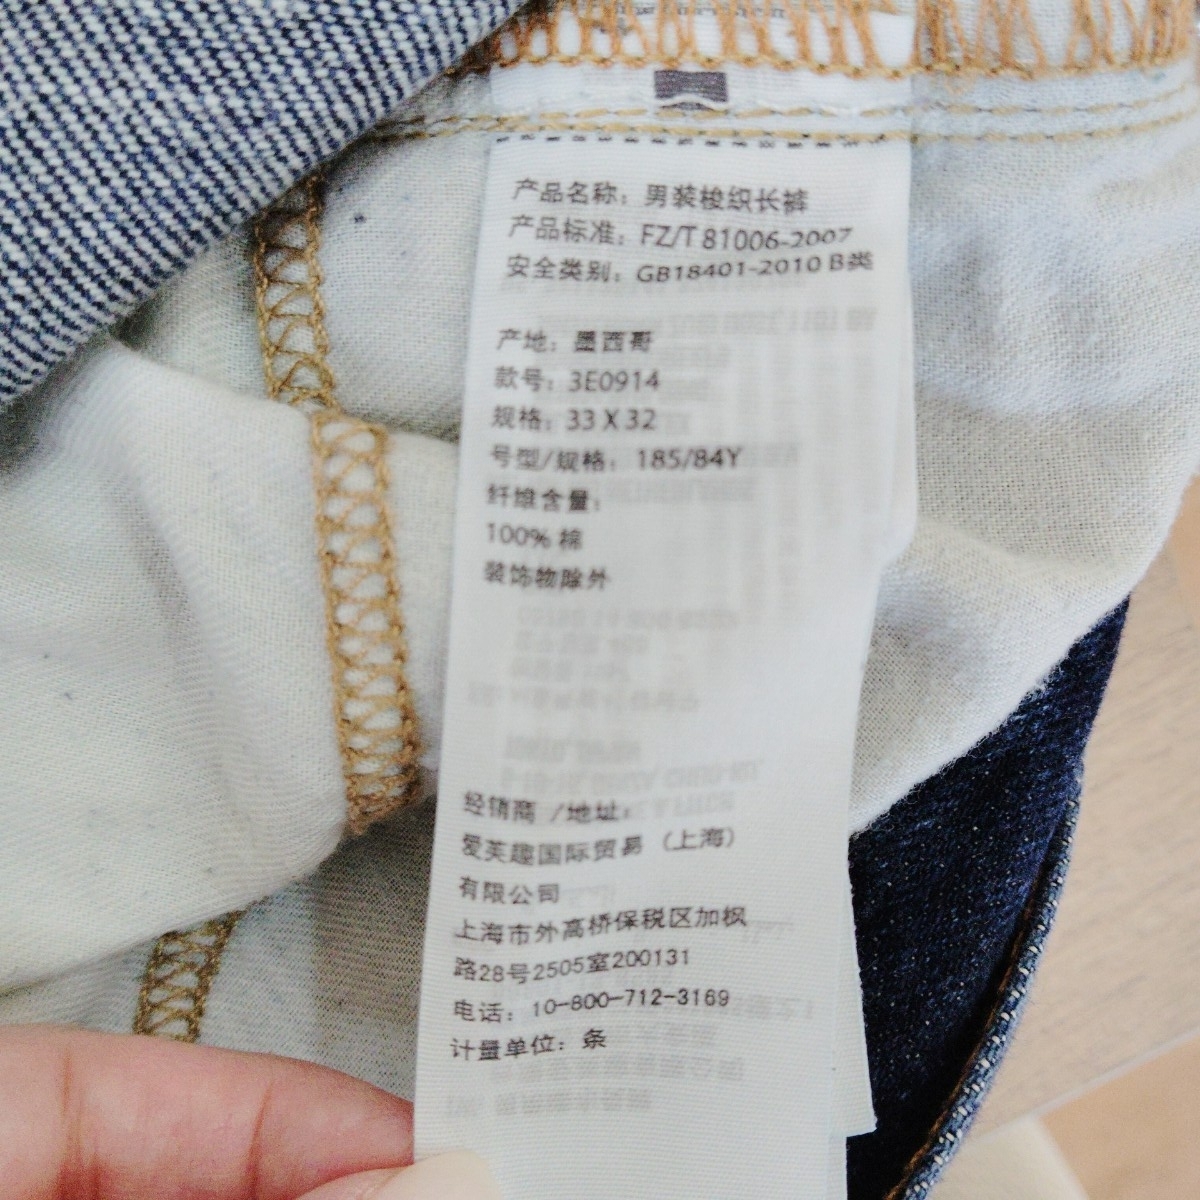 产品名称：男装梭织长裤
产品标准：FZ/T 81006-2007
安全类别：GB18401-2010 B类
产地：墨西哥
款号：3E0914
规格：33 X 32
号型/规格：185/84Y
纤维含量：
100% 棉
装饰物除外
经销商 /地址：
爱芙趣国际贸易（上海）
有限公司
上海市外高桥保税区加枫
路28号2505室200131
电话：10-800-712-3169
计量单位：条